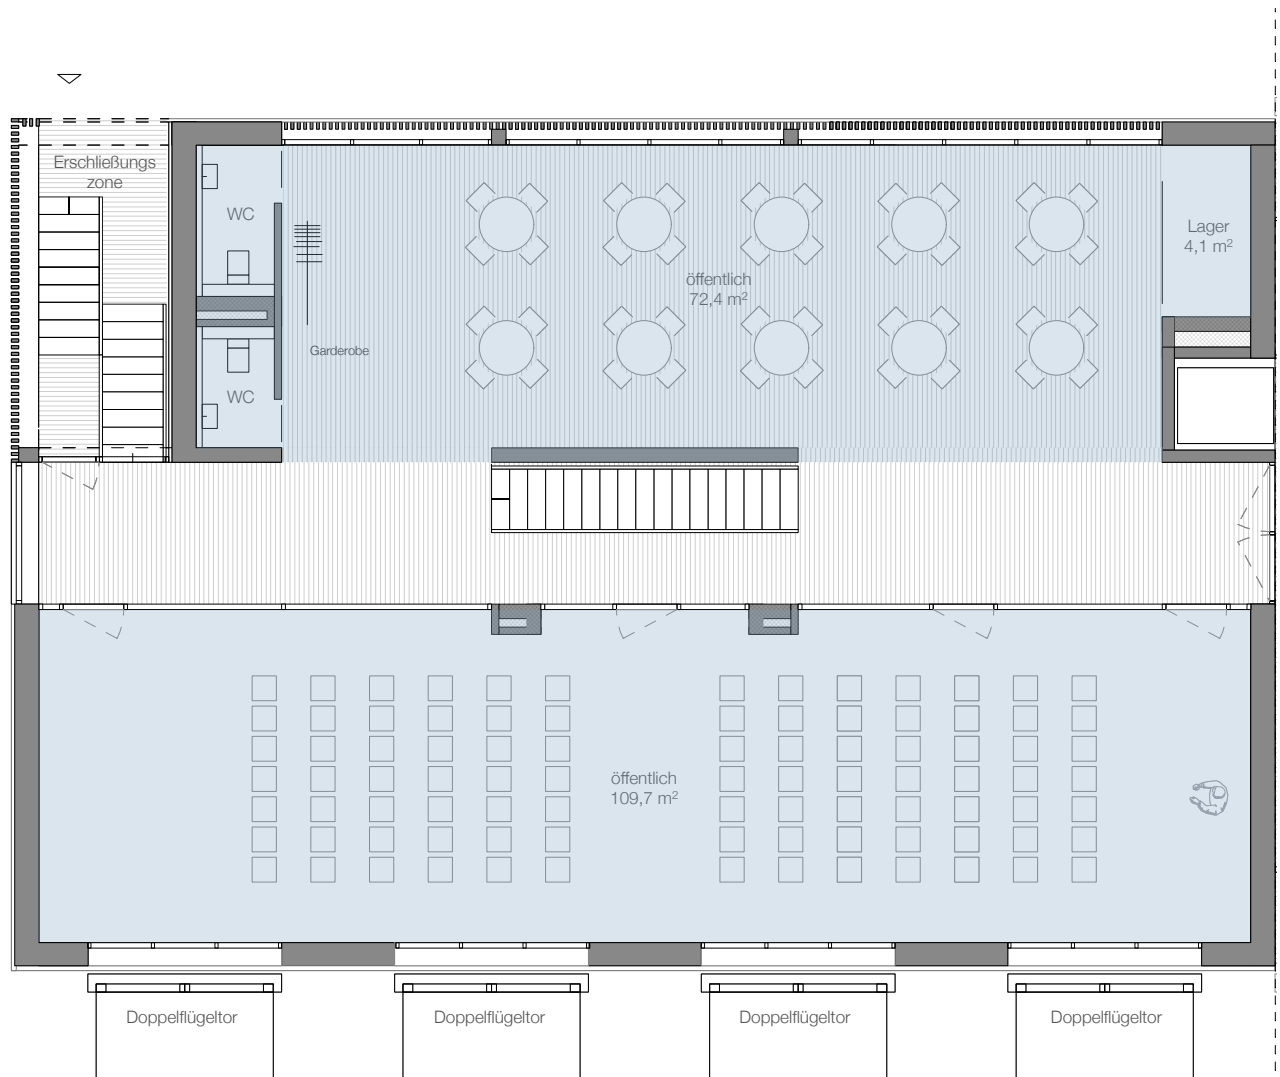 Erschließungs
zone
WC
Lager
4,1 m²
öffentlich
72,4 m²
Garderobe
WC
öffentlich
109,7 m²
Doppelflügeltor
Doppelflügeltor
Doppelflügeltor
Doppelflügeltor